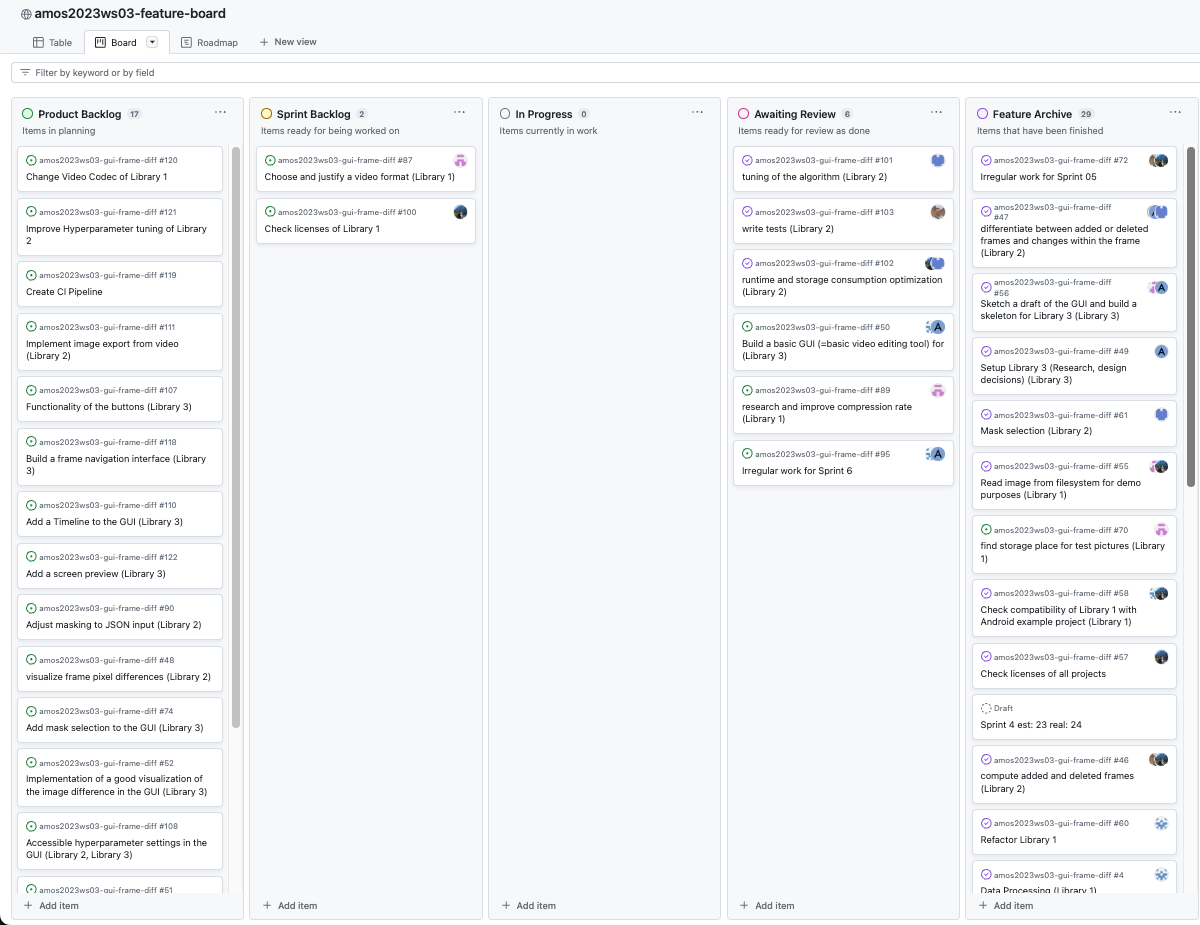 amos2023ws03-feature-board
Table
Board
Roadmap
New view
Filter by keyword or by field
Product Backlog 17
Items in planning
amos2023ws03-gui-frame-diff #120
Change Video Codec of Library 1
amos2023ws03-gui-frame-diff #121
Improve Hyperparameter tuning of Library
2
amos2023ws03-gui-frame-diff #119
Create CI Pipeline
amos2023ws03-gui-frame-diff #111
Implement image export from video
(Library 2)
amos2023ws03-gui-frame-diff #107
Functionality of the buttons (Library 3)
amos2023ws03-gui-frame-diff #118
Build a frame navigation interface (Library
3)
amos2023ws03-gui-frame-diff #110
Add a Timeline to the GUI (Library 3)
amos2023ws03-gui-frame-diff #122
Add a screen preview (Library 3)
amos2023ws03-gui-frame-diff #90
Adjust masking to JSON input (Library 2)
amos2023ws03-gui-frame-diff #48
visualize frame pixel differences (Library 2)
amos2023ws03-gui-frame-diff #74
Add mask selection to the GUI (Library 3)
amos2023ws03-gui-frame-diff #52
Implementation of a good visualization of
the image difference in the GUI (Library 3)
amos2023ws03-gui-frame-diff #108
Accessible hyperparameter settings in the
GUI (Library 2, Library 3)
amos2023ws03-gui-frame-diff #51
Add item
Sprint Backlog 2
Items ready for being worked on
amos2023ws03-gui-frame-diff #87
Choose and justify a video format (Library 1)
amos2023ws03-gui-frame-diff #100
Check licenses of Library 1
Add item
In Progress 0
Items currently in work
Add item
Awaiting Review 6
Items ready for review as done
amos2023ws03-gui-frame-diff #101
tuning of the algorithm (Library 2)
amos2023ws03-gui-frame-diff #103
write tests (Library 2)
amos2023ws03-gui-frame-diff #102
runtime and storage consumption optimization
(Library 2)
amos2023ws03-gui-frame-diff #50
A
Build a basic GUI (=basic video editing tool) for
(Library 3)
amos2023ws03-gui-frame-diff #89
research and improve compression rate
(Library 1)
amos2023ws03-gui-frame-diff #95
A
Irregular work for Sprint 6
Add item
Feature Archive 29
Items that have been finished
amos2023ws03-gui-frame-diff #72
Irregular work for Sprint 05
amos2023ws03-gui-frame-diff
#47
differentiate between added or deleted
frames and changes within the frame
(Library 2)
amos2023ws03-gui-frame-diff
#56
A
Sketch a draft of the GUI and build a
skeleton for Library 3 (Library 3)
amos2023ws03-gui-frame-diff #49
A
Setup Library 3 (Research, design
decisions) (Library 3)
amos2023ws03-gui-frame-diff #61
Mask selection (Library 2)
amos2023ws03-gui-frame-diff #55
Read image from filesystem for demo
purposes (Library 1)
amos2023ws03-gui-frame-diff #70
find storage place for test pictures (Library
1)
amos2023ws03-gui-frame-diff #58
Check compatibility of Library 1 with
Android example project (Library 1)
amos2023ws03-gui-frame-diff #57
Check licenses of all projects
Draft
Sprint 4 est: 23 real: 24
amos2023ws03-gui-frame-diff #46
compute added and deleted frames
(Library 2)
amos2023ws03-gui-frame-diff #60
Refactor Library 1
amos2023ws03-gui-frame-diff #4
Data Processing (Library 1)
Add item